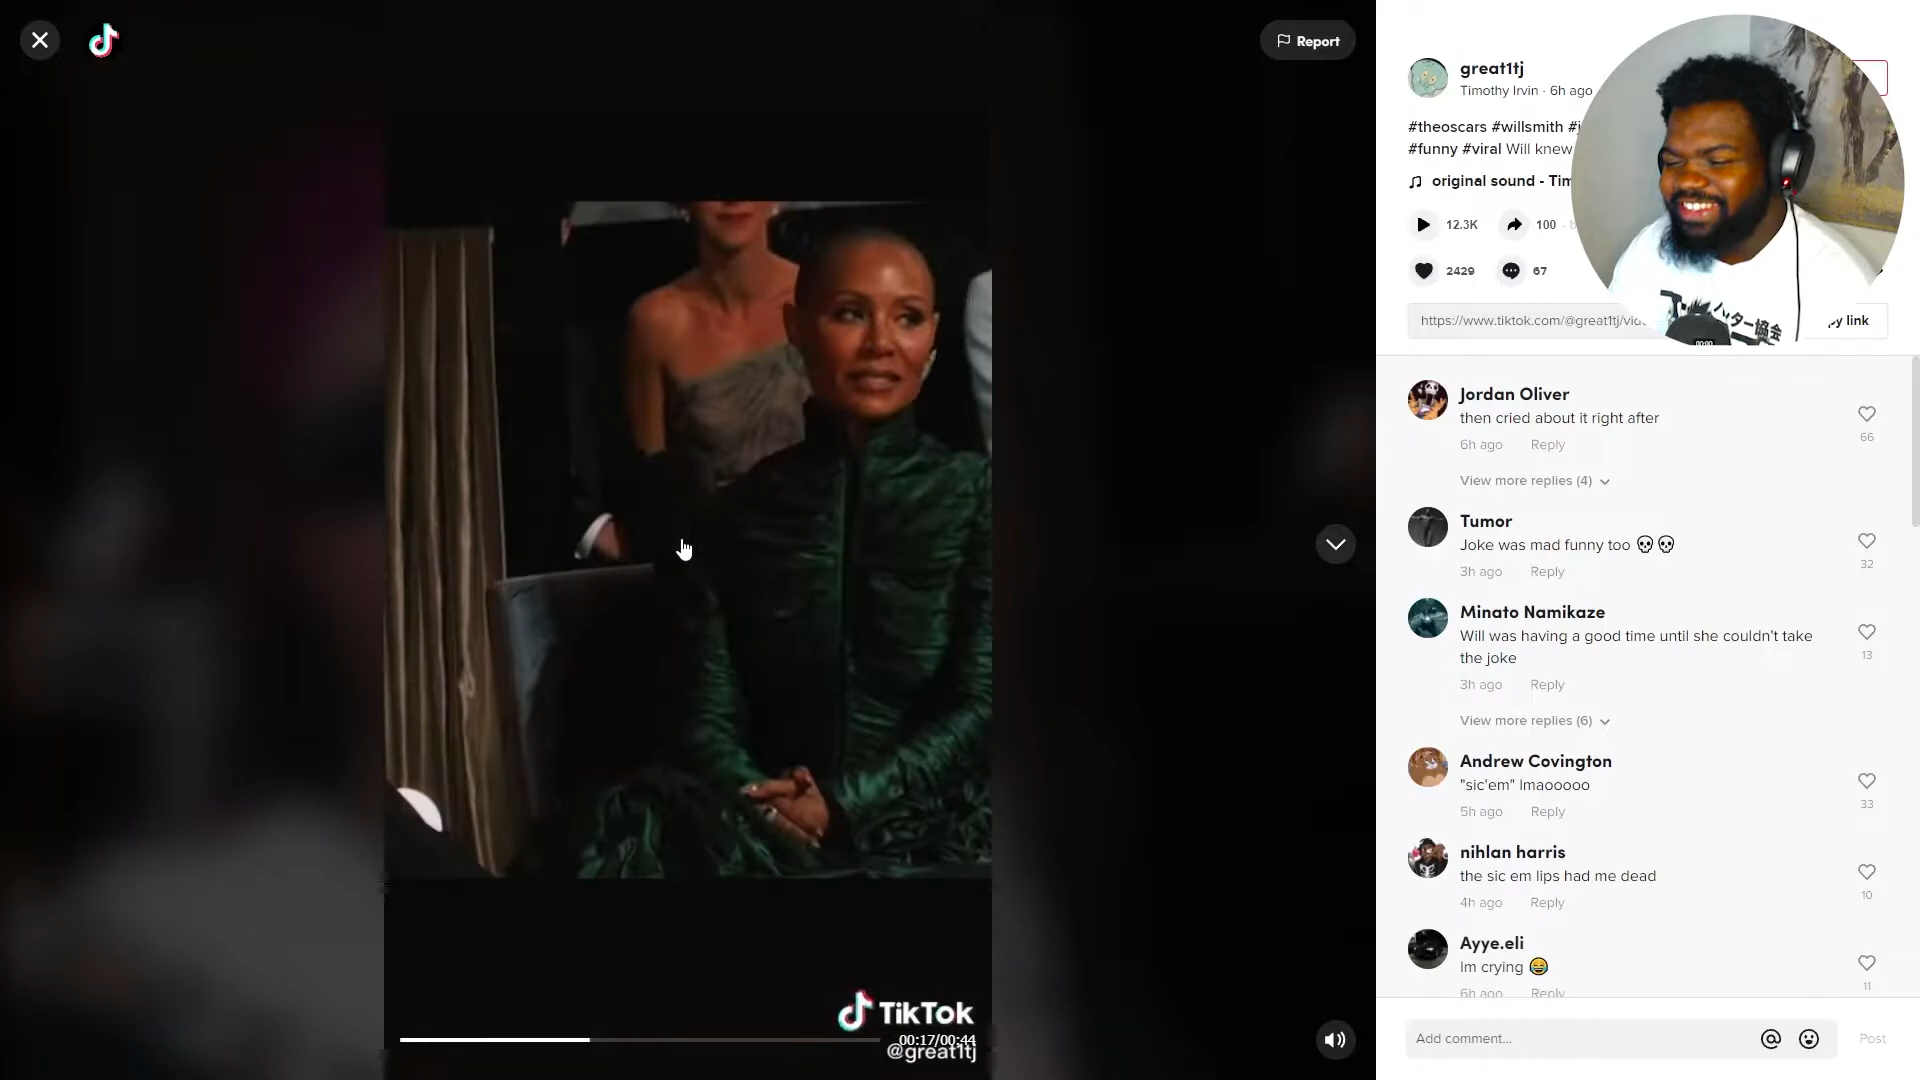 Report
great1tj
Timothy Irvin · 6h ago
#theoscars #willsmith
#funny #viral Will knew
original sound - Tim
12.3K
100
2429
67
https://www.tiktok.com/@great1tj/vid
py link
Jordan Oliver
then cried about it right after
6h ago Reply
66
View more replies (4)
Tumor
Joke was mad funny too 💀💀
3h ago Reply
32
Minato Namikaze
Will was having a good time until she couldn't take
the joke
13
3h ago Reply
View more replies (6)
Andrew Covington
"sic'em" lmaooooo
33
5h ago Reply
nihlan harris
the sic em lips had me dead
10
4h ago Reply
Ayye.eli
Im crying 😂
11
6h ago Reply
TikTok
00:17/00:44
@great1tj
Add comment...
Post